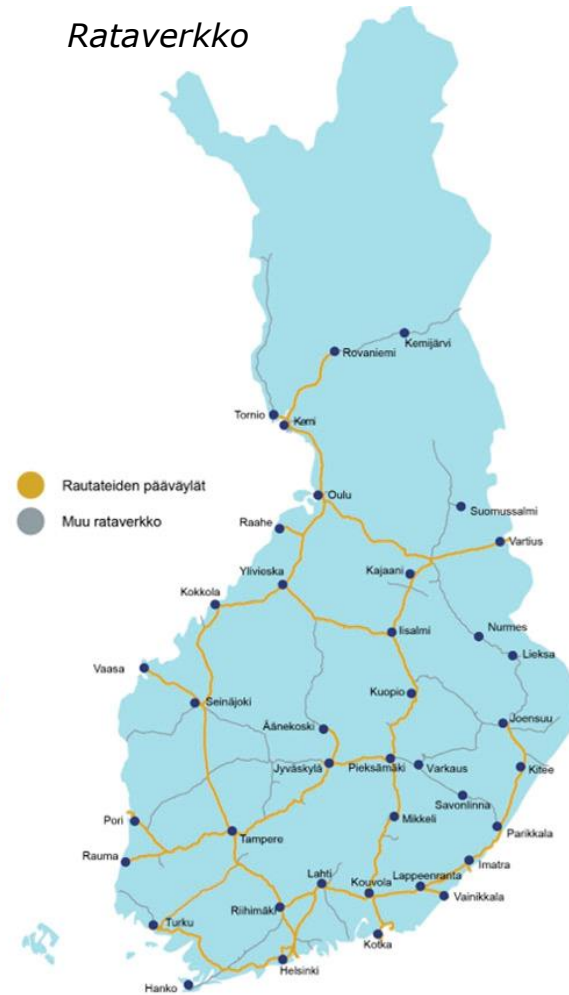 Rataverkko
Kemijärvi
Rovaniemi
Tornio
Kemi
Rautateiden pääväylät
Muu rataverkko
Oulu
Suomussalmi
Raahe
Vartius
Ylivieska
Kajaani
Kokkola
Iisalmi
Nurmes
Lieksa
Vaasa
Kuopio
Seinäjoki
Joensuu
Äänekoski
Jyväskylä
Pieksämäki
Varkaus
Kitee
Savonlinna
Pori
Mikkeli
Parikkala
Tampere
Rauma
Imatra
Lahti
Lappeenranta
Kouvola
Vainikkala
Riihimäki
Turku
Kotka
Helsinki
Hanko